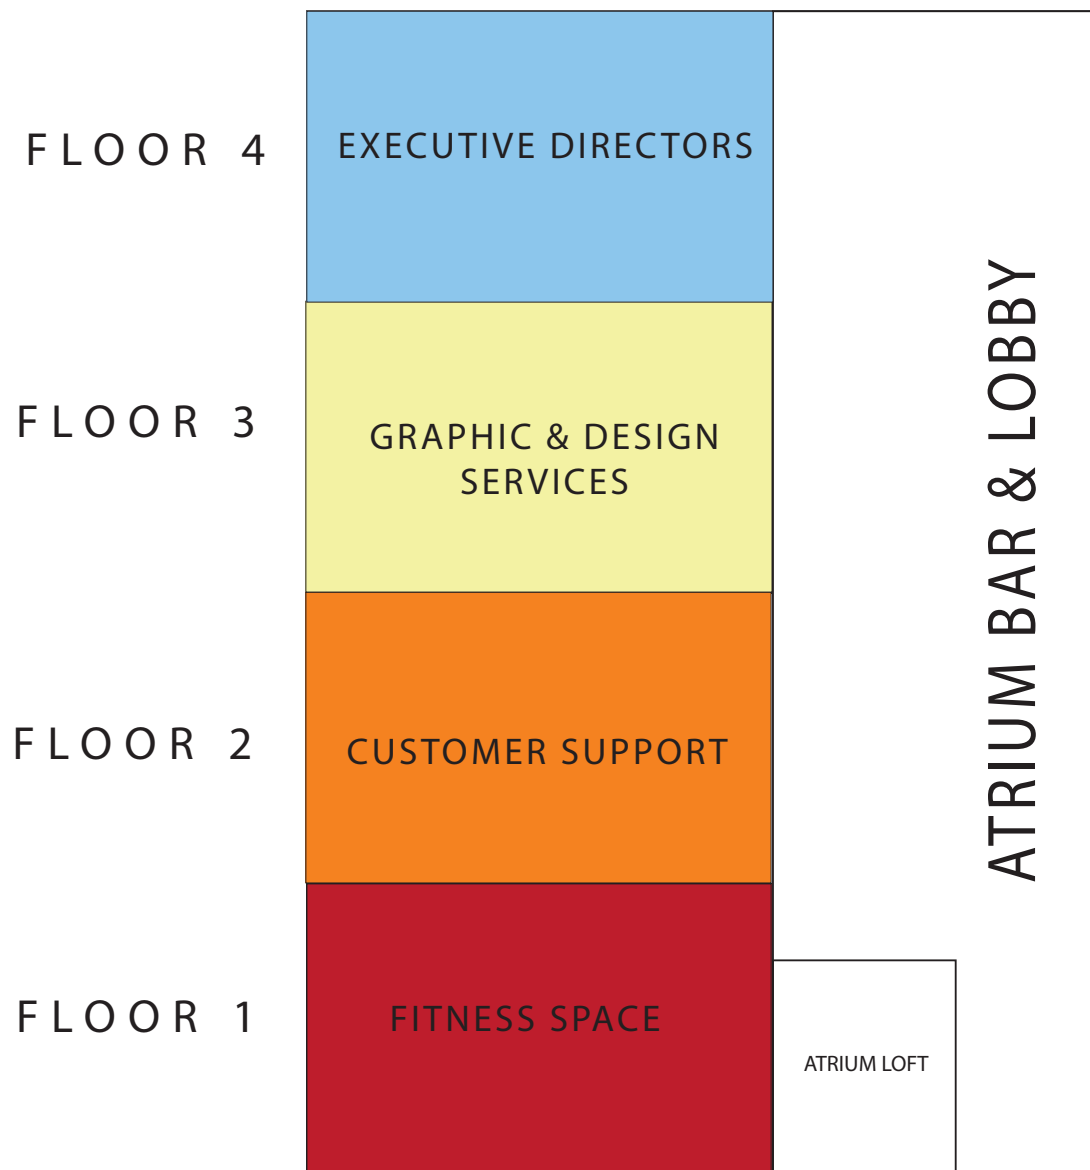 FLOOR 4
EXECUTIVE DIRECTORS
FLOOR 3
GRAPHIC & DESIGN
SERVICES
FLOOR 2
CUSTOMER SUPPORT
FLOOR 1
FITNESS SPACE
ATRIUM LOFT
ATRIUM BAR & LOBBY